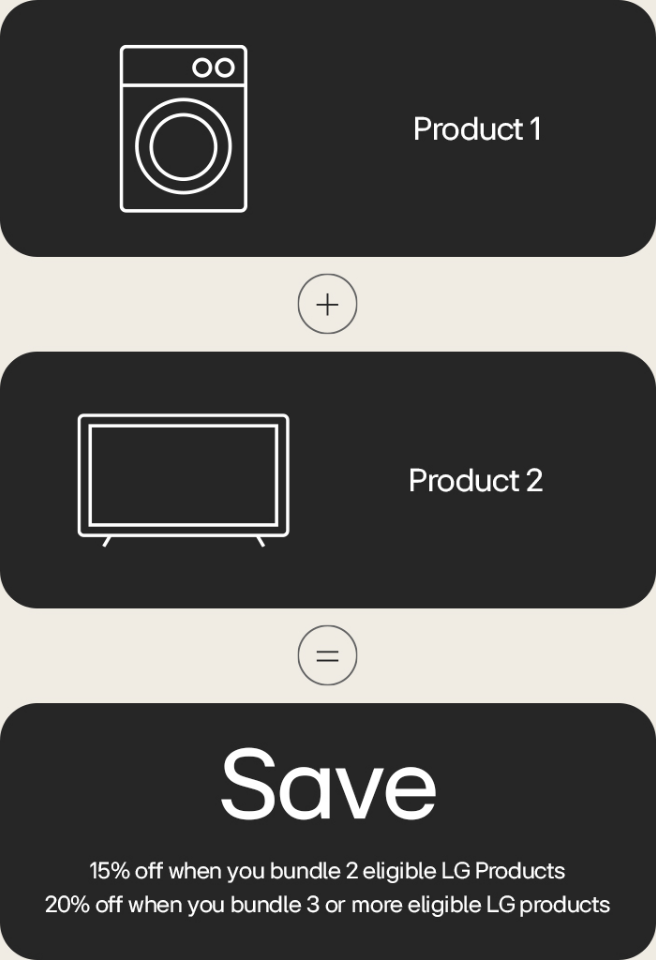 Product 1
+
Product 2
=
Save
15% off when you bundle 2 eligible LG Products
20% off when you bundle 3 or more eligible LG products